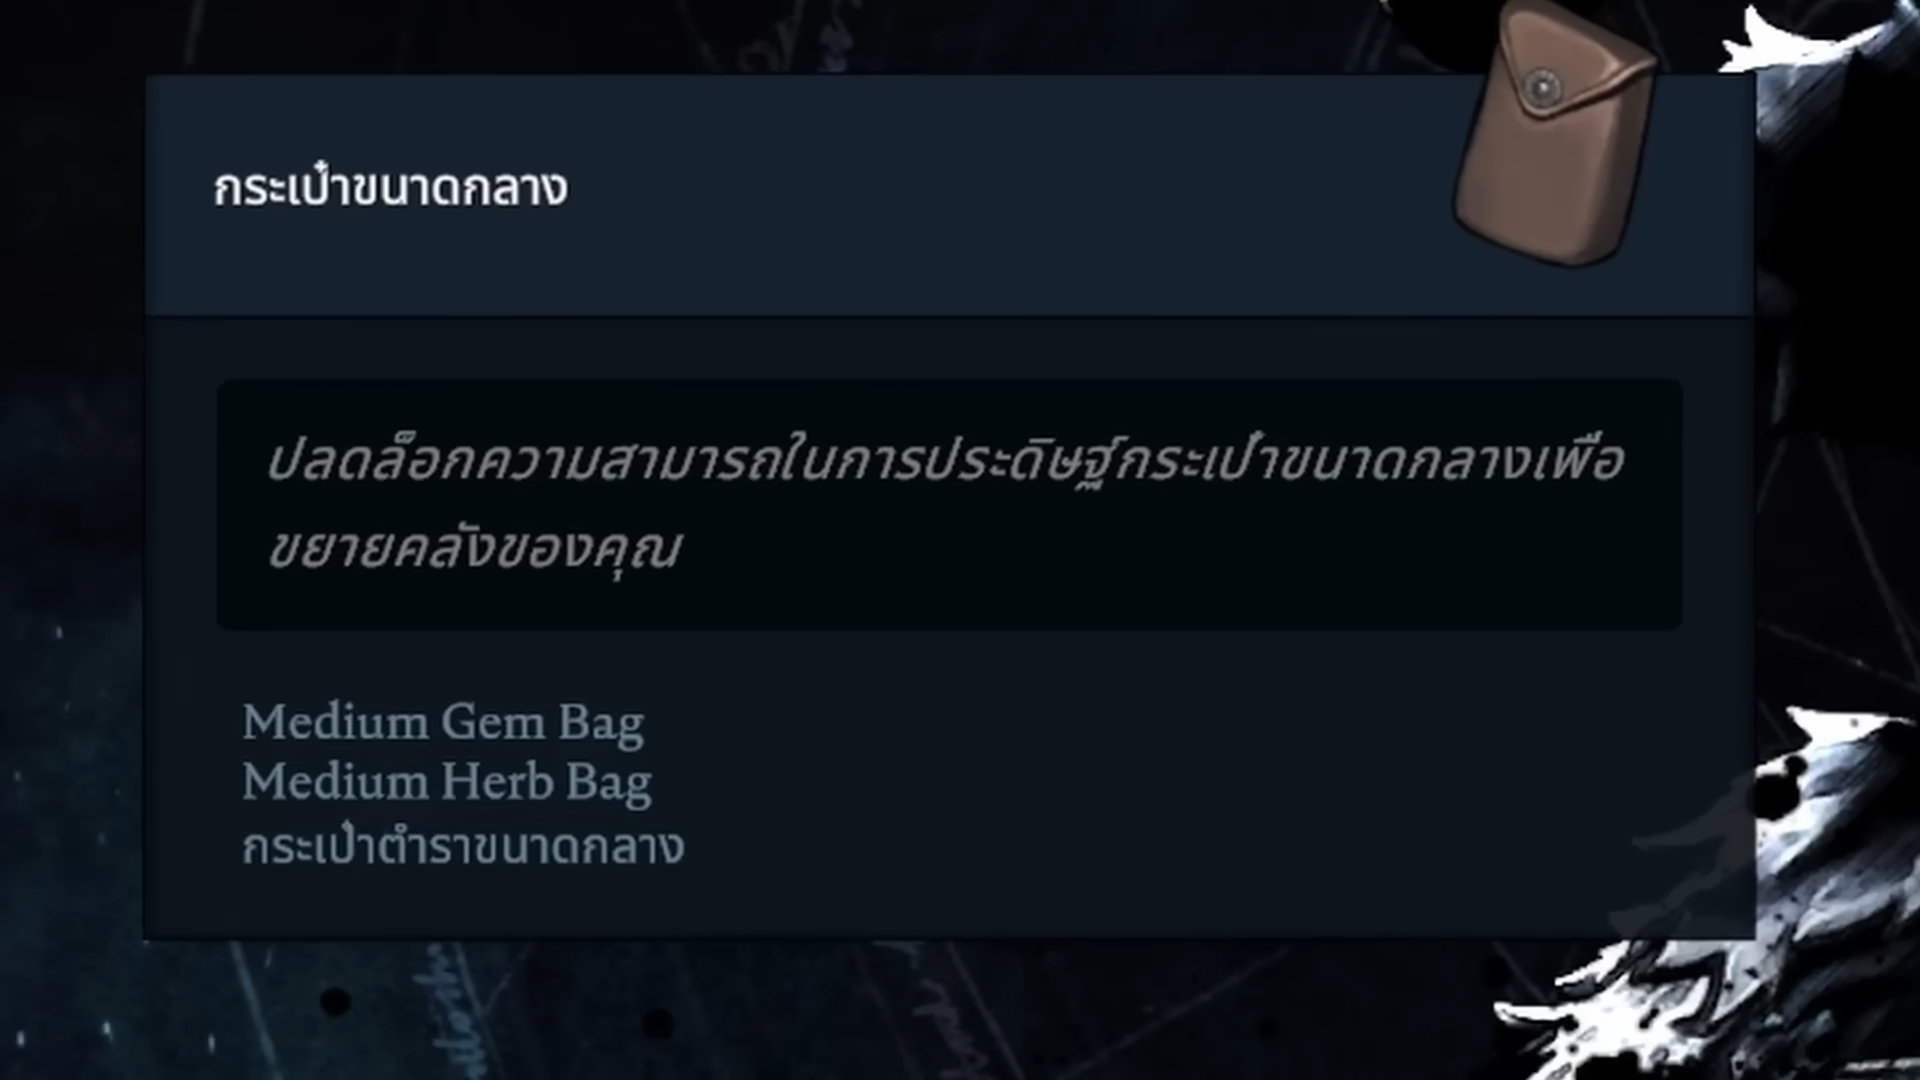 กระเป๋าขนาดกลาง
ปลดล็อกความสามารถในการประดิษฐ์กระเป๋าขนาดกลางเพื่อ
ขยายคลังของคุณ
Medium Gem Bag
Medium Herb Bag
กระเป๋าตำราขนาดกลาง